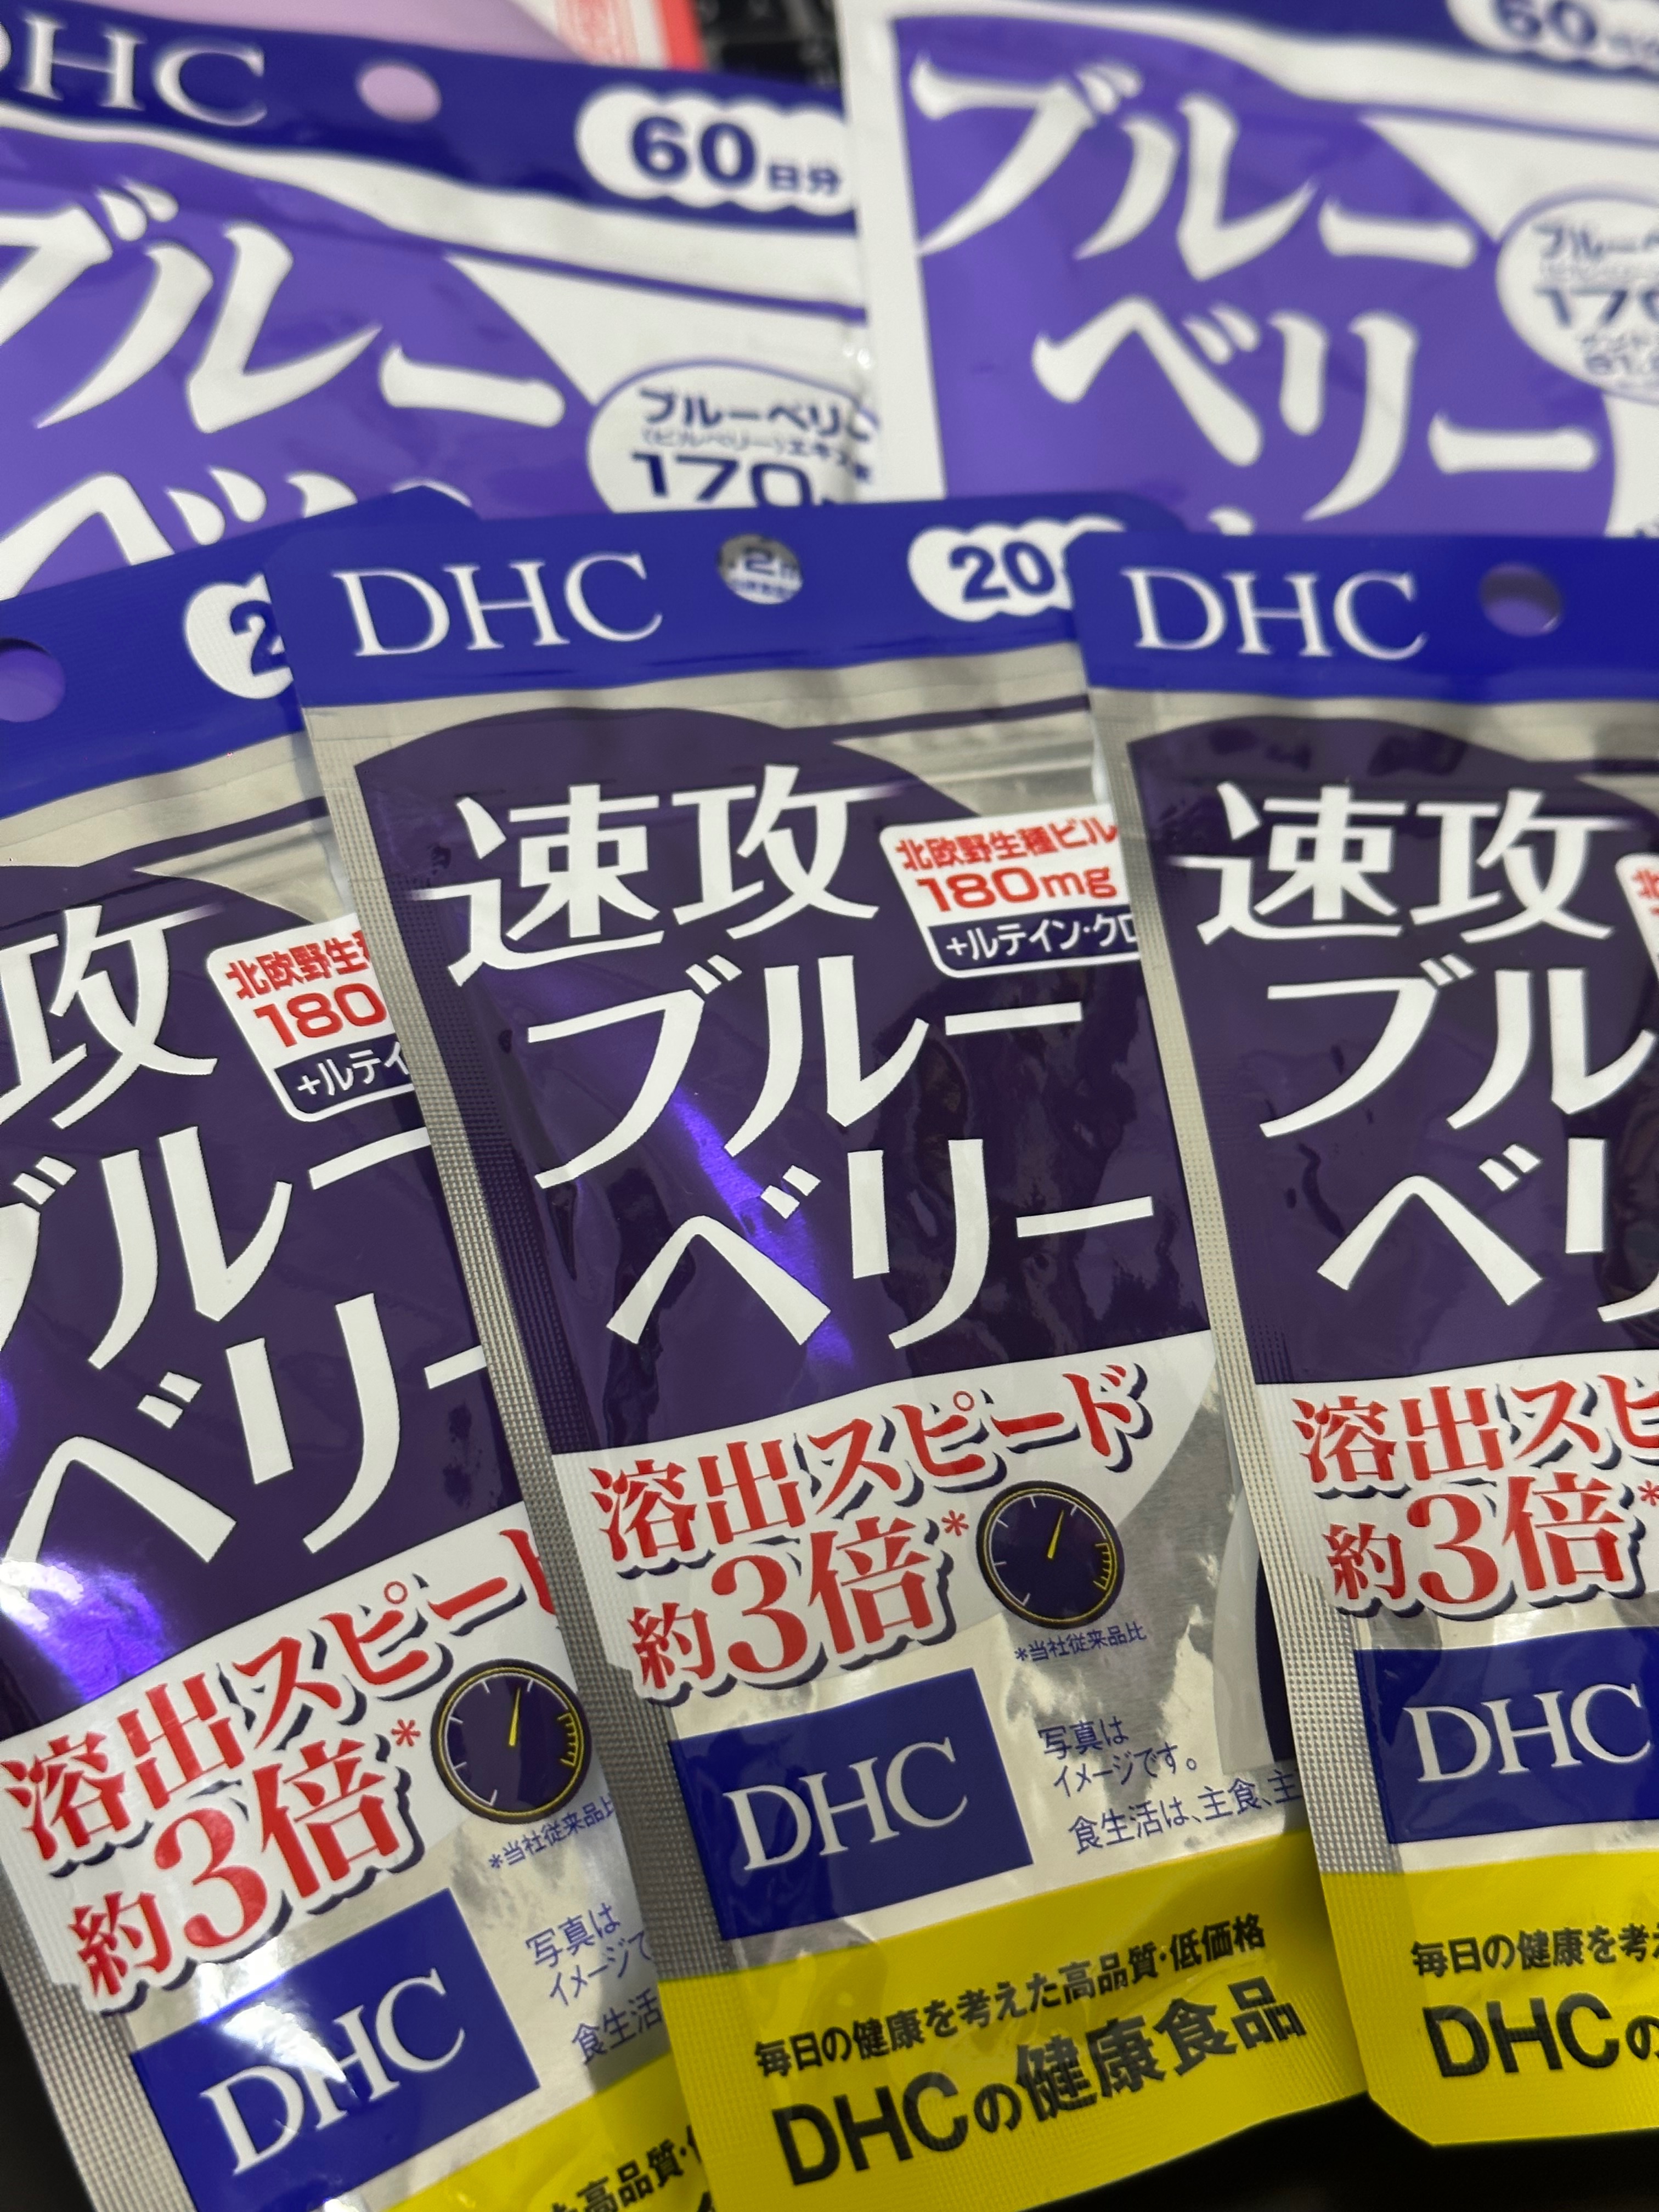 DHC
60日分
ブルー
ブルーベリー
(ビルベリー)エキス
170
60
ブルー
ベリー
170
DHC
20
速攻
ブルー
ベリー
北欧野生種ビル
180mg
+ルテイン・クロ
溶出スピード
約3倍*
*当社従来品比
DHC
写真は
イメージです。
食生活は、主食、主
毎日の健康を考えた高品質・低価格
DHCの健康食品
攻
ブルー
ベリー
北欧野生
180
+ルテイ
溶出スピード
約3倍*
*当社従来品比
DHC
写真は
イメージで
食生活
高品質・
DHC
速攻
ブル
ベリ
溶出スピ
約3倍*
DHC
毎日の健康を考
DHCの